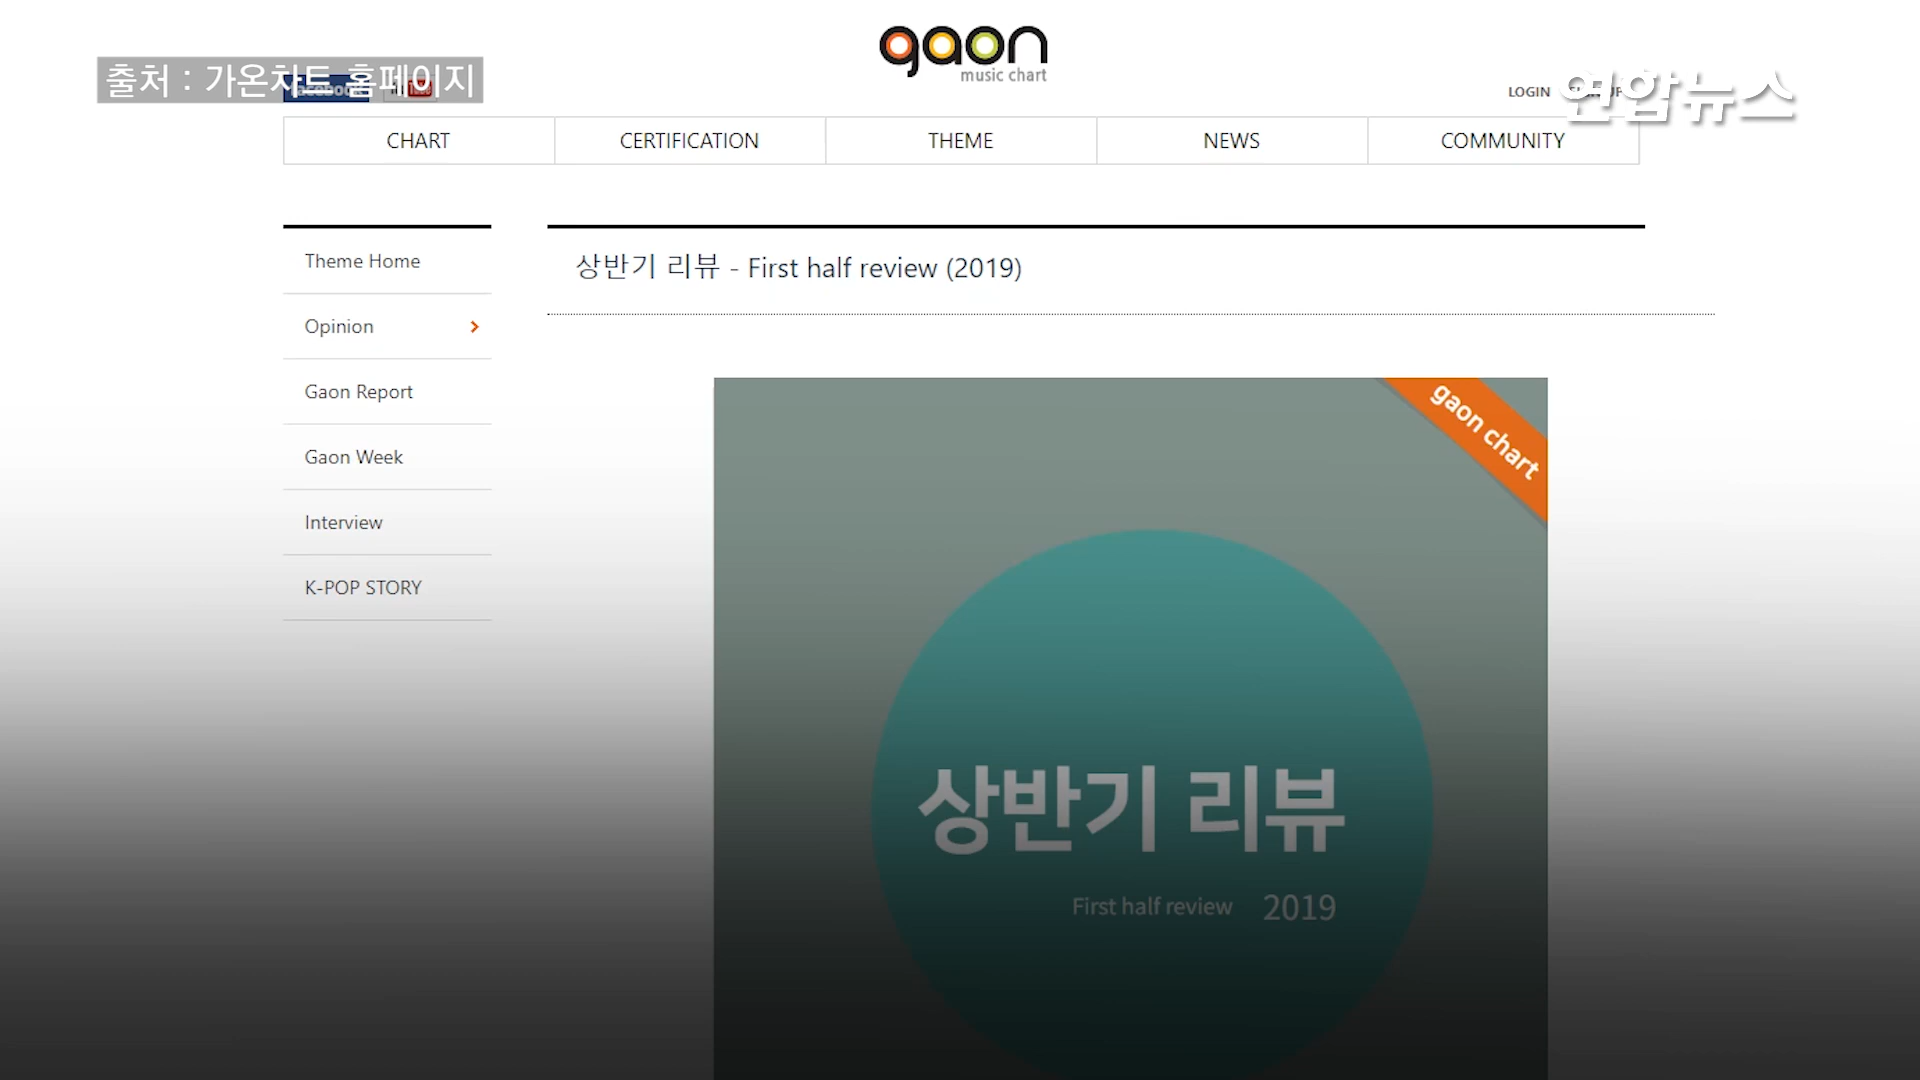 gaon
music chart
출처 : 가온차트 홈페이지
LOGIN
연합뉴스
CHART
CERTIFICATION
THEME
NEWS
COMMUNITY
Theme Home
Opinion
Gaon Report
Gaon Week
Interview
K-POP STORY
상반기 리뷰 - First half review (2019)
gaon chart
상반기 리뷰
First half review 2019